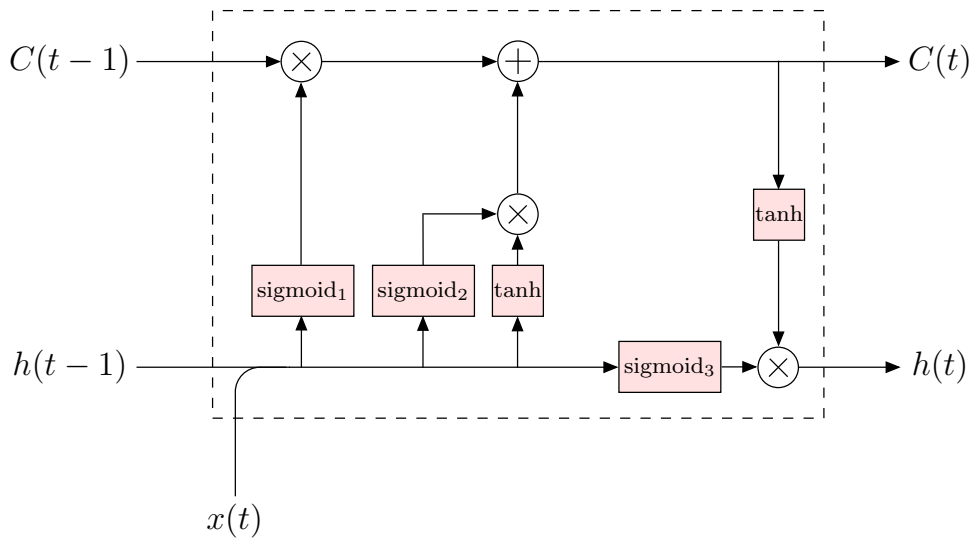 C(t − 1) × + C(t)
tanh
×
sigmoid₁ sigmoid₂ tanh
h(t − 1) sigmoid₃ × h(t)
x(t)